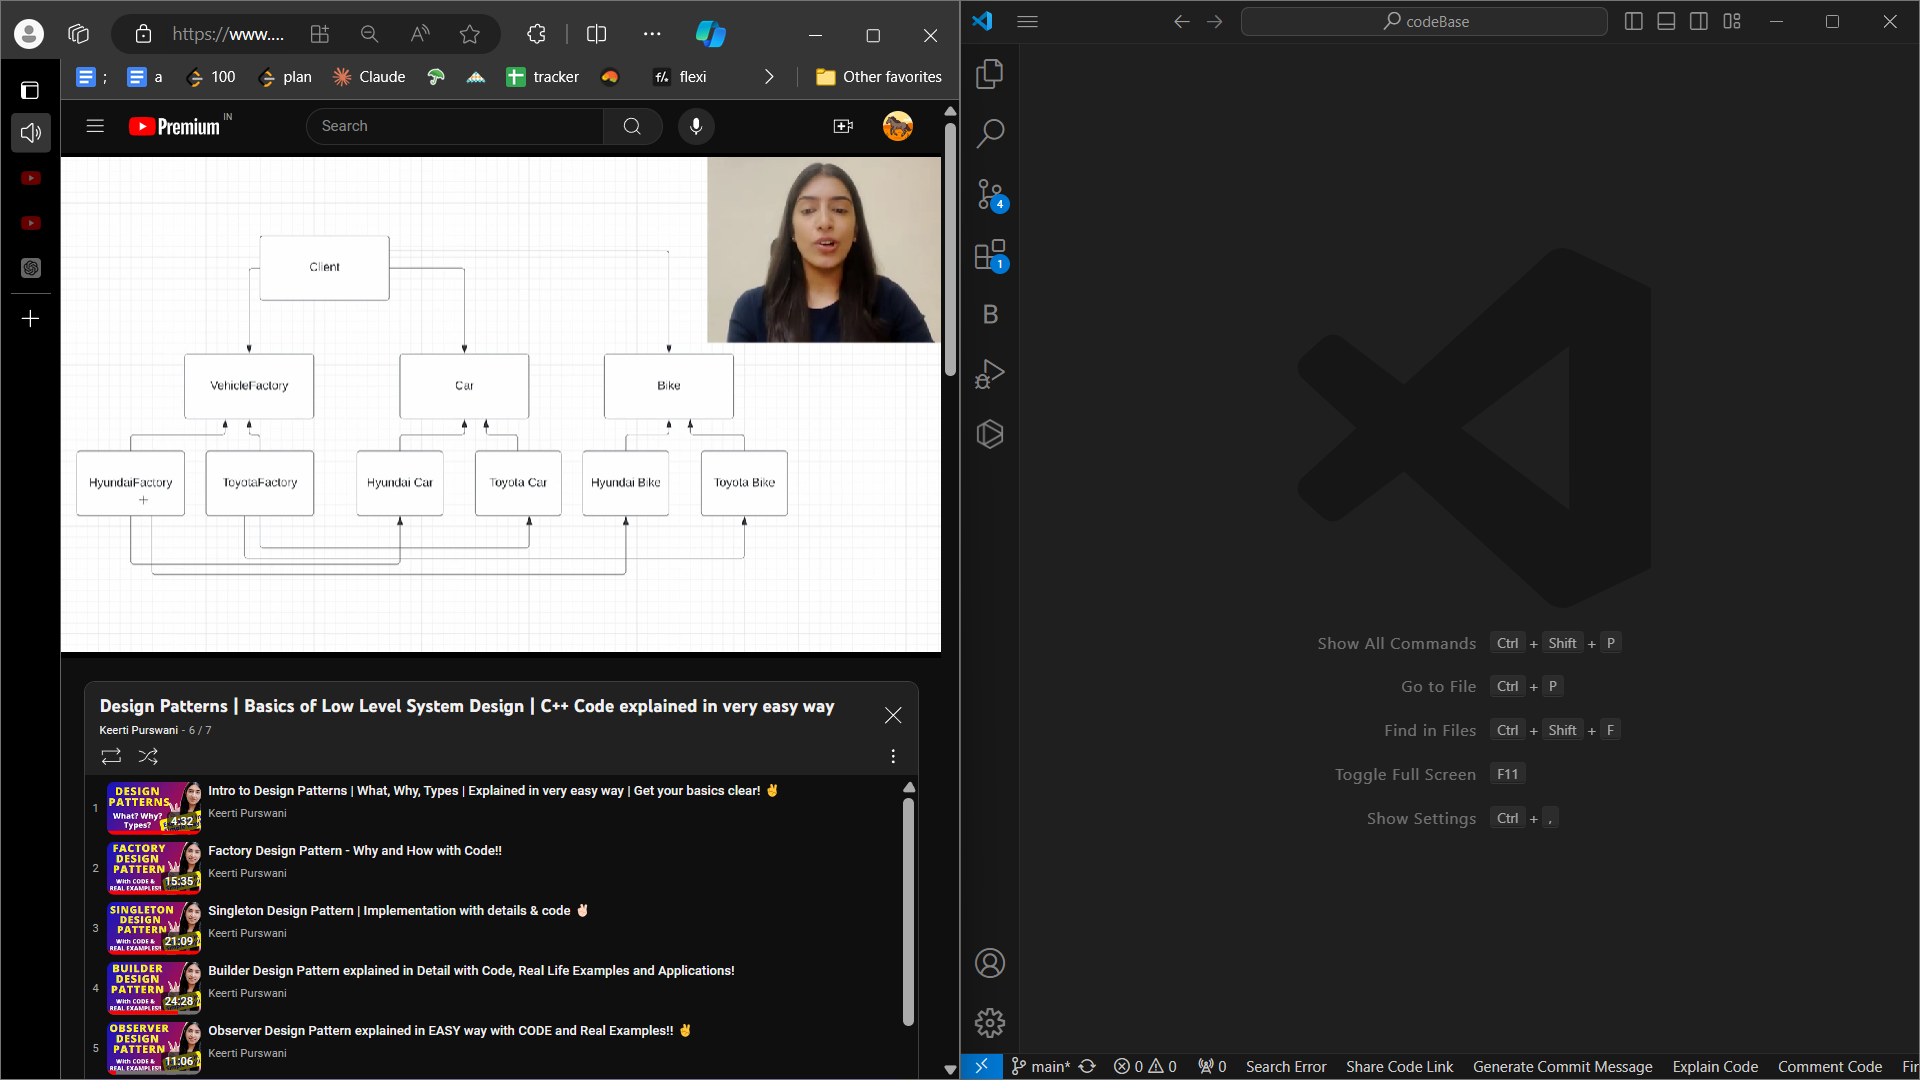 https://www....
codeBase
;
a
100
plan
Claude
tracker
f/.
flexi
Other favorites
Premium
IN
Search
Client
VehicleFactory
Car
Bike
HyundaiFactory
ToyotaFactory
Hyundai Car
Toyota Car
Hyundai Bike
Toyota Bike
Design Patterns | Basics of Low Level System Design | C++ Code explained in very easy way
Keerti Purswani - 6 / 7
1
DESIGN
PATTERNS
What? Why?
Types?
4:32
Intro to Design Patterns | What, Why, Types | Explained in very easy way | Get your basics clear! ✌
Keerti Purswani
2
FACTORY
DESIGN
PATTERN
With CODE &
REAL EXAMPLES!!
15:35
Factory Design Pattern - Why and How with Code!!
Keerti Purswani
3
SINGLETON
DESIGN
PATTERN
With CODE &
REAL EXAMPLES!!
21:09
Singleton Design Pattern | Implementation with details & code ✌🏻
Keerti Purswani
4
BUILDER
DESIGN
PATTERN
With CODE &
REAL EXAMPLES!!
24:28
Builder Design Pattern explained in Detail with Code, Real Life Examples and Applications!
Keerti Purswani
5
OBSERVER
DESIGN
PATTERN
With CODE &
REAL EXAMPLES!!
11:06
Observer Design Pattern explained in EASY way with CODE and Real Examples!! ✌
Keerti Purswani
4
1
B
Show All Commands Ctrl + Shift + P
Go to File Ctrl + P
Find in Files Ctrl + Shift + F
Toggle Full Screen F11
Show Settings Ctrl + ,
main* 0 0 0 Search Error Share Code Link Generate Commit Message Explain Code Comment Code Fir